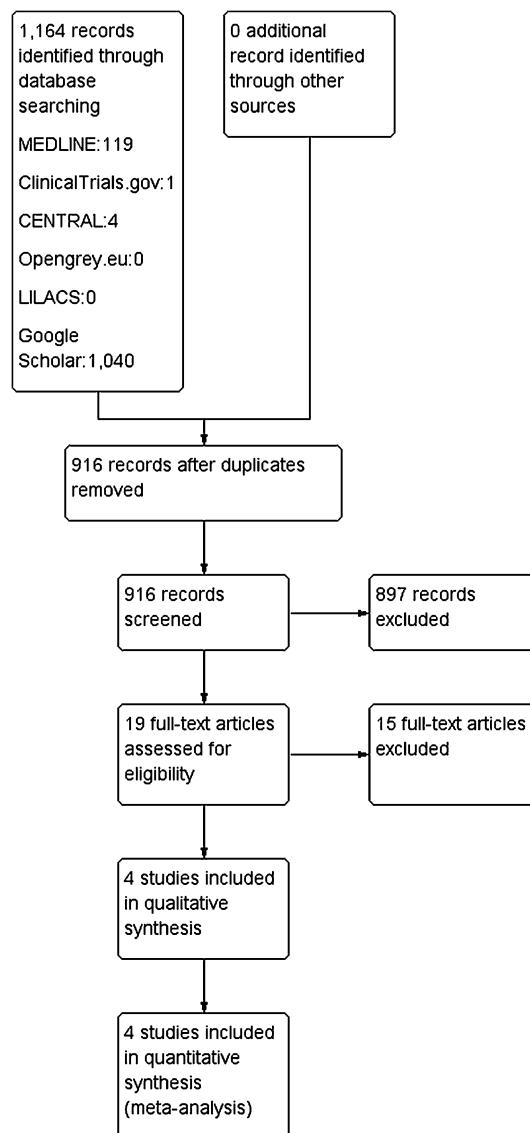 1,164 records
identified through
database
searching
MEDLINE:119
ClinicalTrials.gov:1
CENTRAL:4
Opengrey.eu:0
LILACS:0
Google
Scholar:1,040
0 additional
record identified
through other
sources
916 records after duplicates
removed
916 records
screened
897 records
excluded
19 full-text articles
assessed for
eligibility
15 full-text articles
excluded
4 studies included
in qualitative
synthesis
4 studies included
in quantitative
synthesis
(meta-analysis)